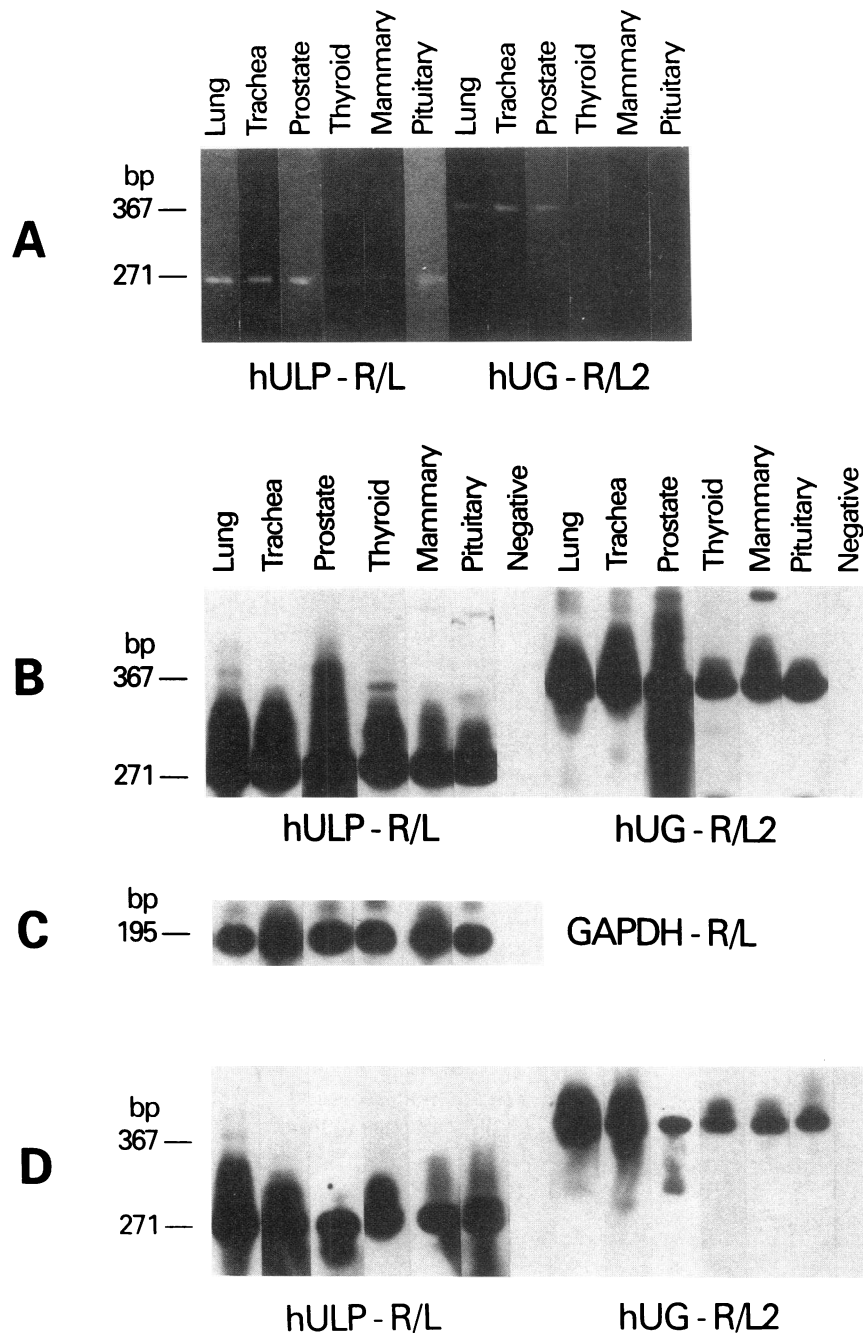 Lung Trachea Prostate Thyroid Mammary Pituitary Lung Trachea Prostate Thyroid Mammary Pituitary
bp
367
A
271
hULP - R/L hUG - R/L2
Lung Trachea Prostate Thyroid Mammary Pituitary Negative Lung Trachea Prostate Thyroid Mammary Pituitary Negative
bp
B
367
271
hULP - R/L hUG - R/L2
bp
C
195
GAPDH - R/L
bp
367
D
271
hULP - R/L hUG - R/L2